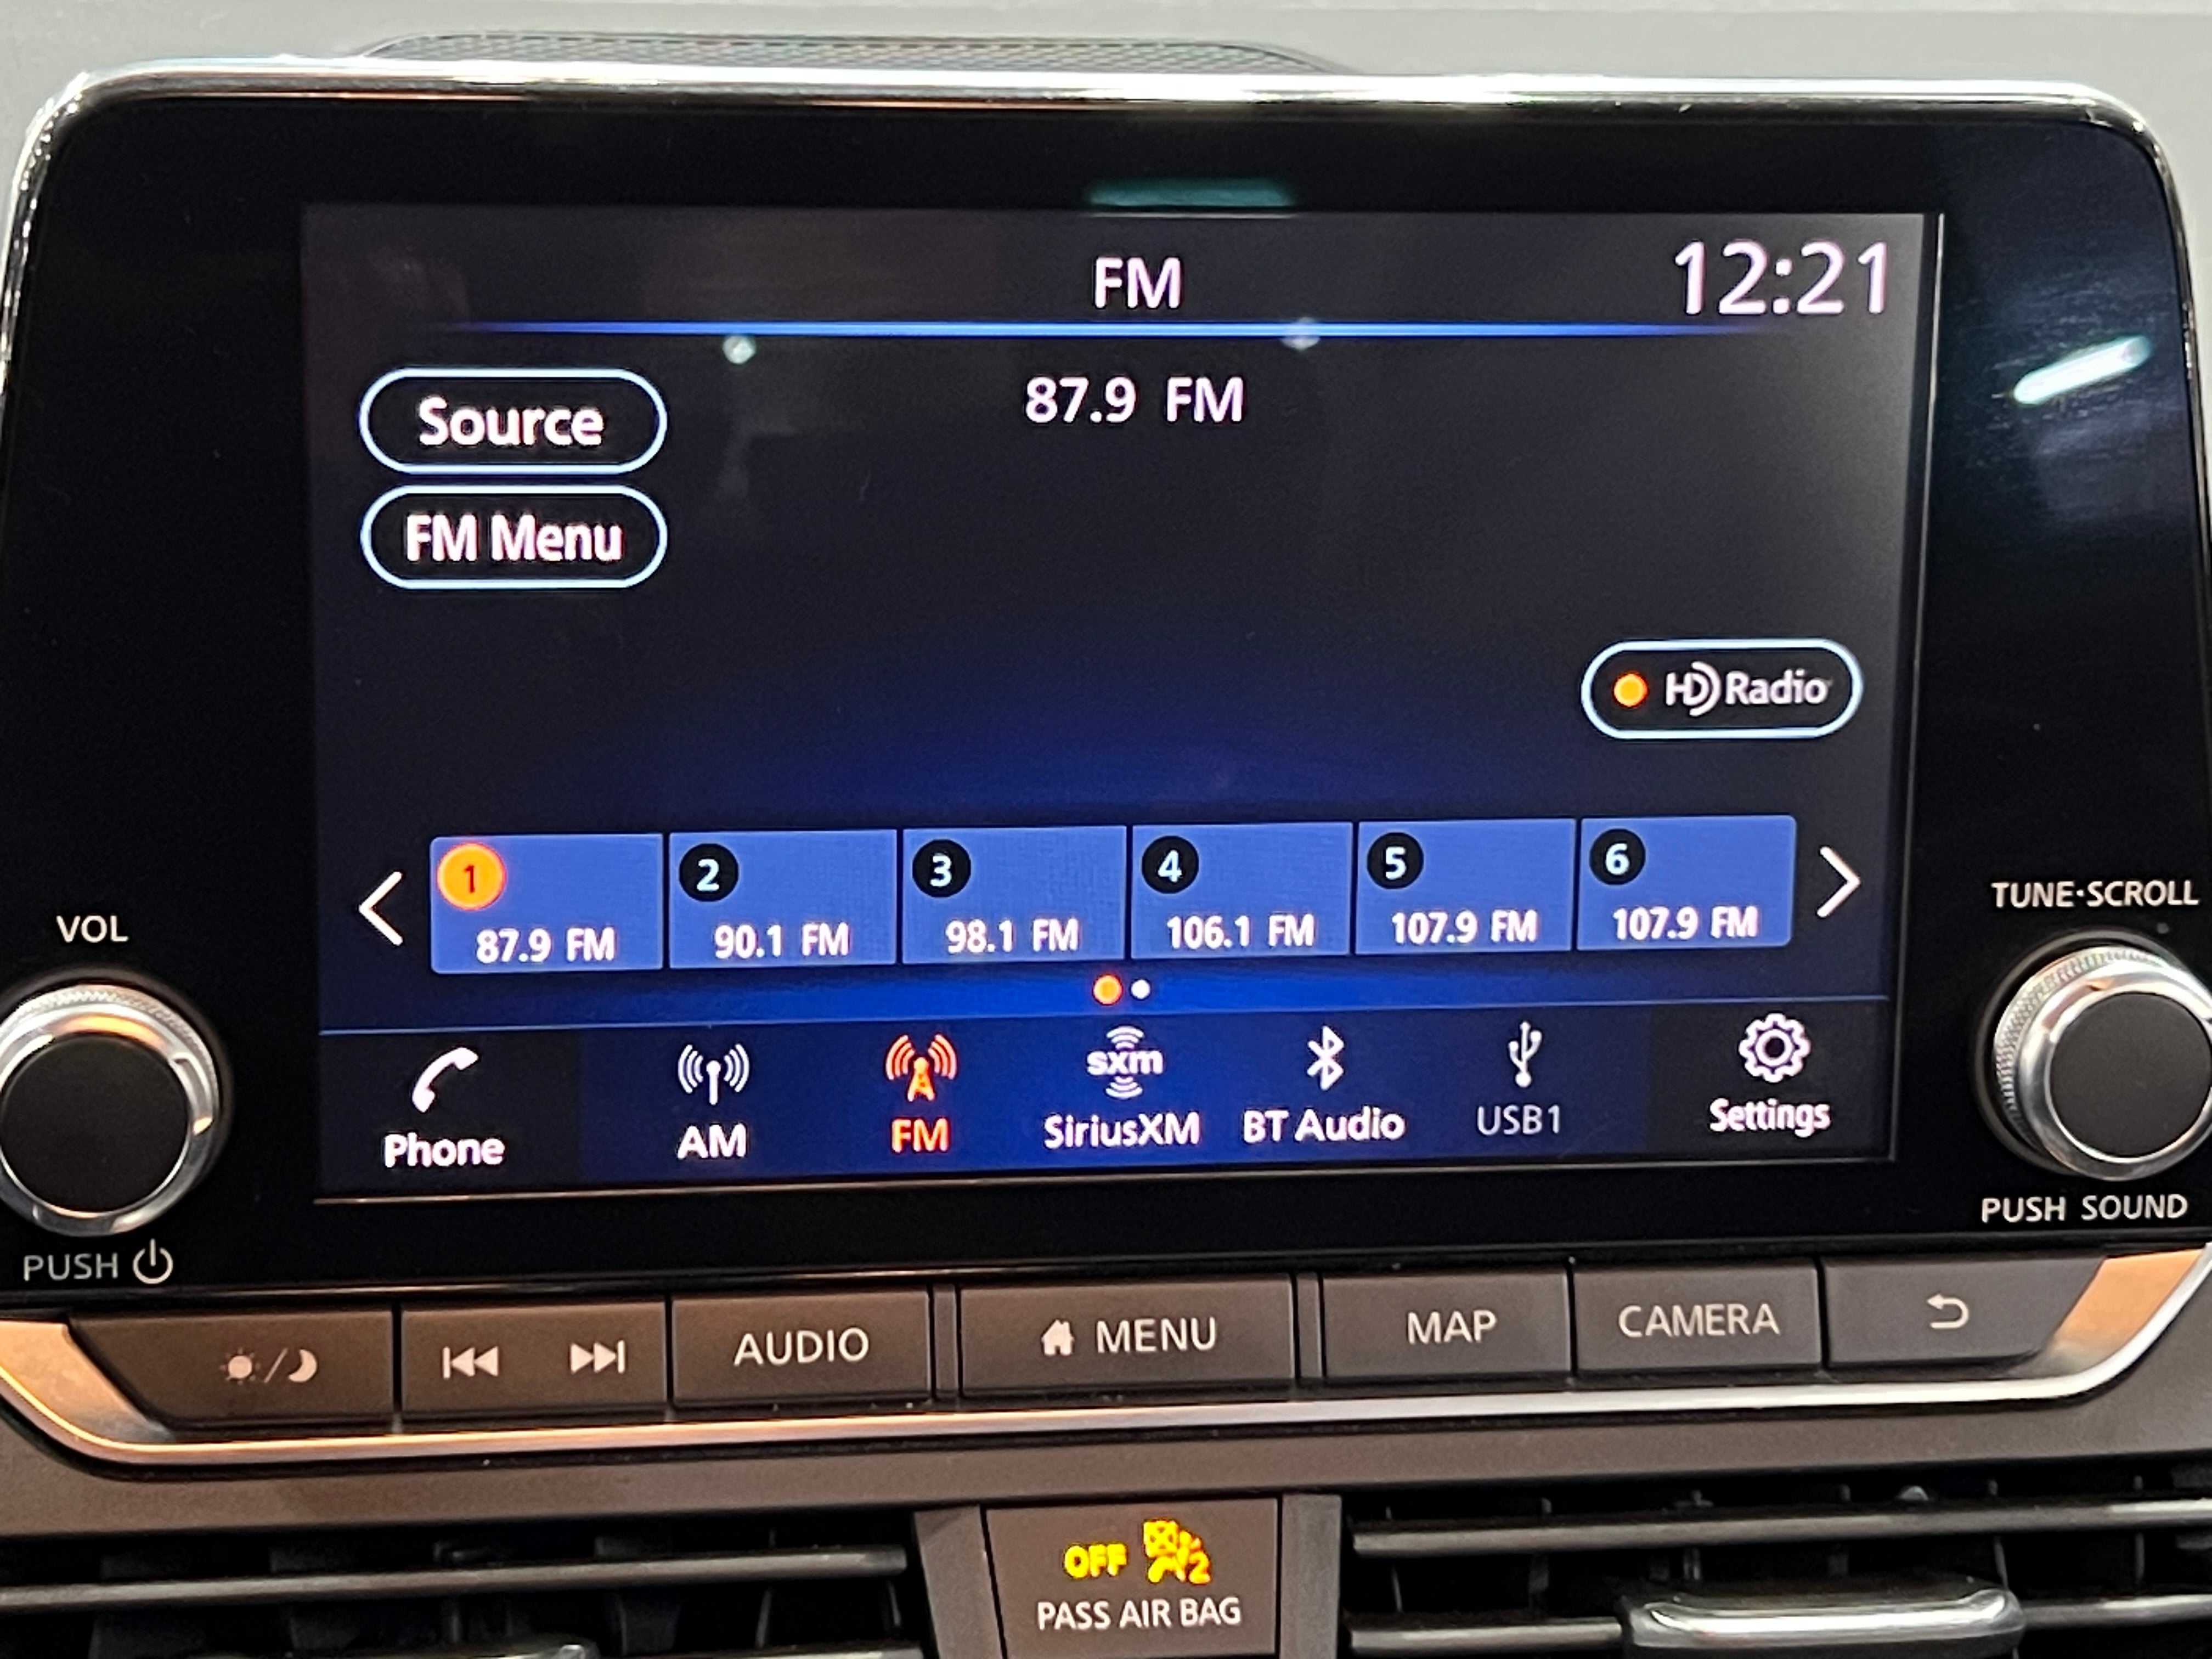 FM 12:21
Source
87.9 FM
FM Menu
HD Radio
1 2 3 4 5 6
87.9 FM 90.1 FM 98.1 FM 106.1 FM 107.9 FM 107.9 FM
VOL
TUNE·SCROLL
sxm
Phone AM FM SiriusXM BT Audio USB1 Settings
PUSH
PUSH SOUND
AUDIO MENU MAP CAMERA
OFF 2
PASS AIR BAG